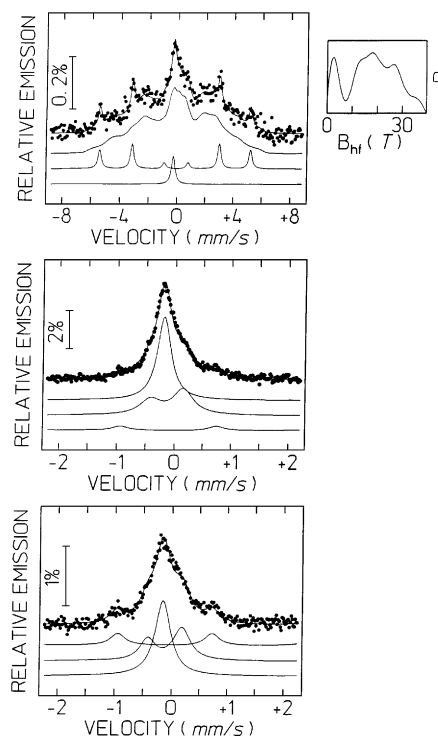 RELATIVE EMISSION
0.2%
-8 -4 0 +4 +8
VELOCITY (mm/s)
0 30
Bhf (T)
RELATIVE EMISSION
2%
-2 -1 0 +1 +2
VELOCITY (mm/s)
RELATIVE EMISSION
1%
-2 -1 0 +1 +2
VELOCITY (mm/s)